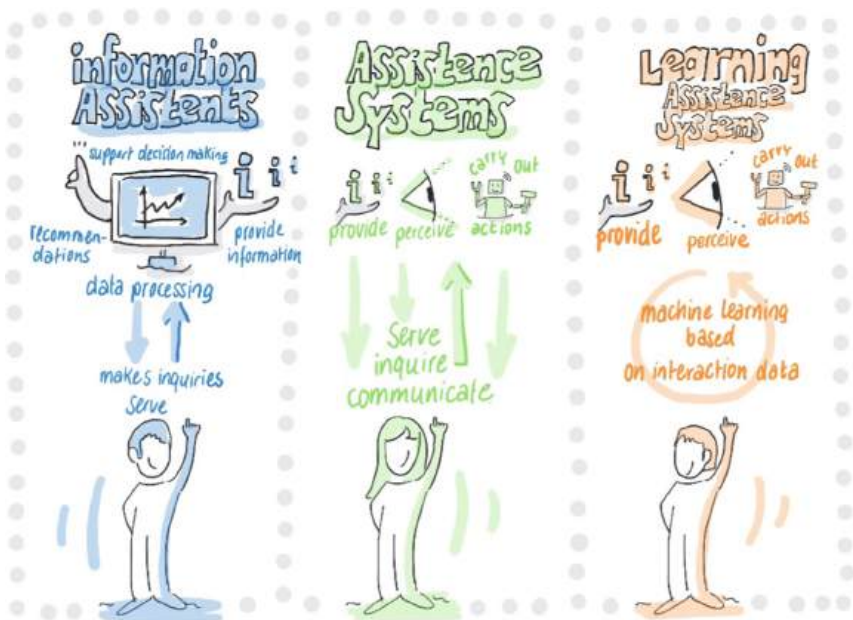 information
Assistents
support decision making
i i i
recommen-
dations
provide
information
data processing
makes inquiries
serve
Assistence
Systems
i i i
carry out
provide
perceive
actions
Serve
inquire
communicate
Learning
Assistence
Systems
i i i
carry out
provide
perceive
actions
machine learning
based
on interaction data